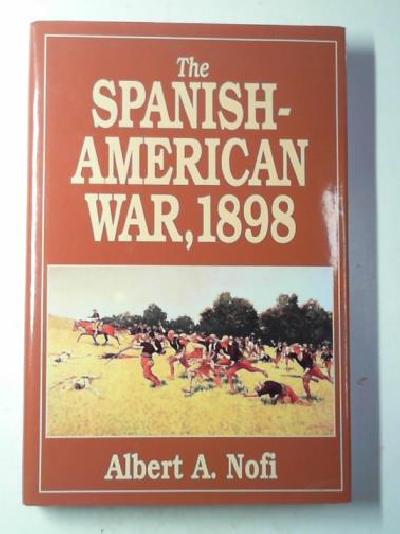 The
SPANISH-
AMERICAN
WAR, 1898
Albert A. Nofi